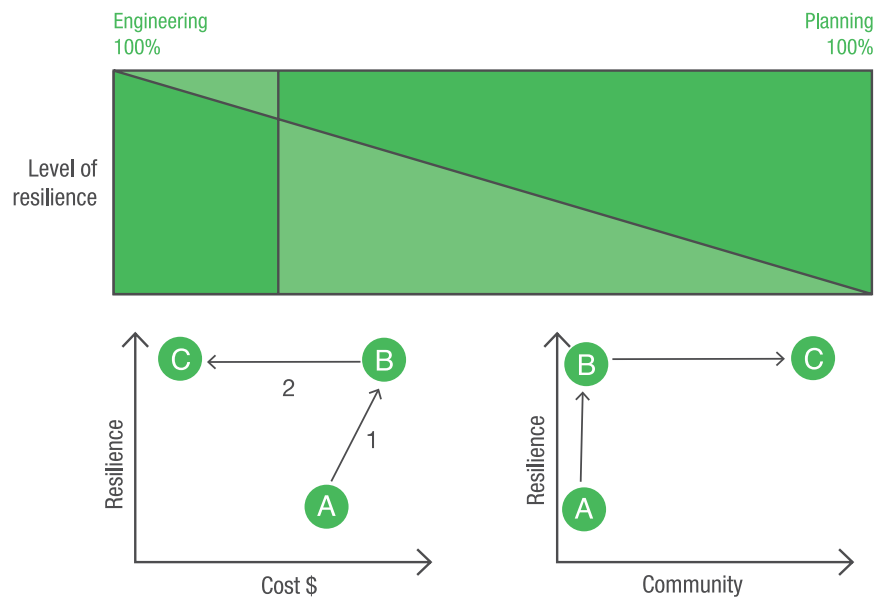 Engineering
100%
Planning
100%
Level of
resilience
C
B
2
1
A
Resilience
Cost $
B
C
A
Resilience
Community